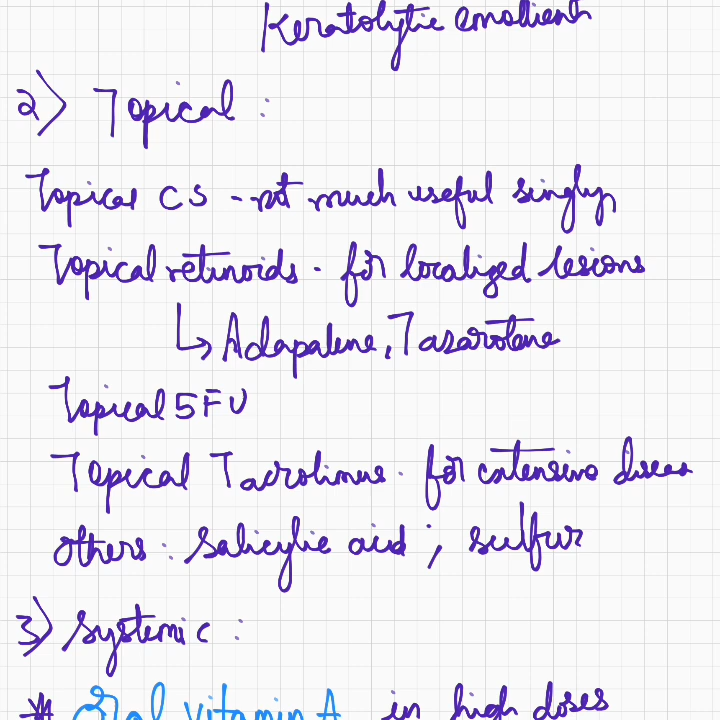 Keratolytic emollient
2) Topical :
Topical CS - not much useful singly,
Topical retinoids - for localized lesions
↳ Adapalene, Tazarotene
Topical 5FU
Topical Tacrolimus - for extensive diseas
others : Salicylic acid ; sulfur
3) Systemic :
* Oral vitamin A in high doses